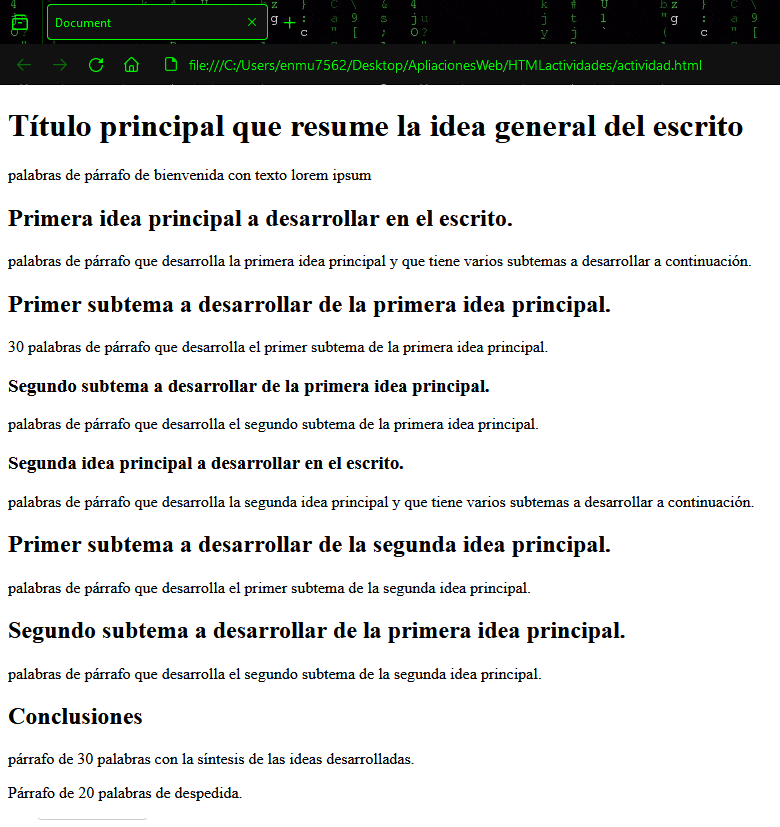 Document
file:///C:/Users/enmu7562/Desktop/ApliacionesWeb/HTMLactividades/actividad.html
Título principal que resume la idea general del escrito
palabras de párrafo de bienvenida con texto lorem ipsum
Primera idea principal a desarrollar en el escrito.
palabras de párrafo que desarrolla la primera idea principal y que tiene varios subtemas a desarrollar a continuación.
Primer subtema a desarrollar de la primera idea principal.
30 palabras de párrafo que desarrolla el primer subtema de la primera idea principal.
Segundo subtema a desarrollar de la primera idea principal.
palabras de párrafo que desarrolla el segundo subtema de la primera idea principal.
Segunda idea principal a desarrollar en el escrito.
palabras de párrafo que desarrolla la segunda idea principal y que tiene varios subtemas a desarrollar a continuación.
Primer subtema a desarrollar de la segunda idea principal.
palabras de párrafo que desarrolla el primer subtema de la segunda idea principal.
Segundo subtema a desarrollar de la primera idea principal.
palabras de párrafo que desarrolla el segundo subtema de la segunda idea principal.
Conclusiones
párrafo de 30 palabras con la síntesis de las ideas desarrolladas.
Párrafo de 20 palabras de despedida.